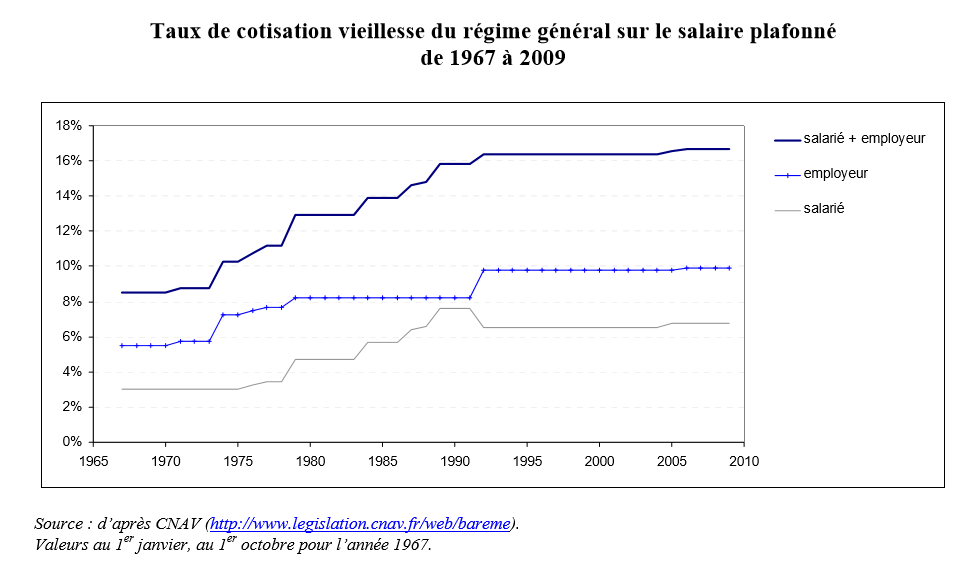 Taux de cotisation vieillesse du régime général sur le salaire plafonné
de 1967 à 2009
18%
16%
14%
12%
10%
8%
6%
4%
2%
0%
1965 1970 1975 1980 1985 1990 1995 2000 2005 2010
salarié + employeur
employeur
salarié
Source : d’après CNAV (http://www.legislation.cnav.fr/web/bareme).
Valeurs au 1er janvier, au 1er octobre pour l’année 1967.